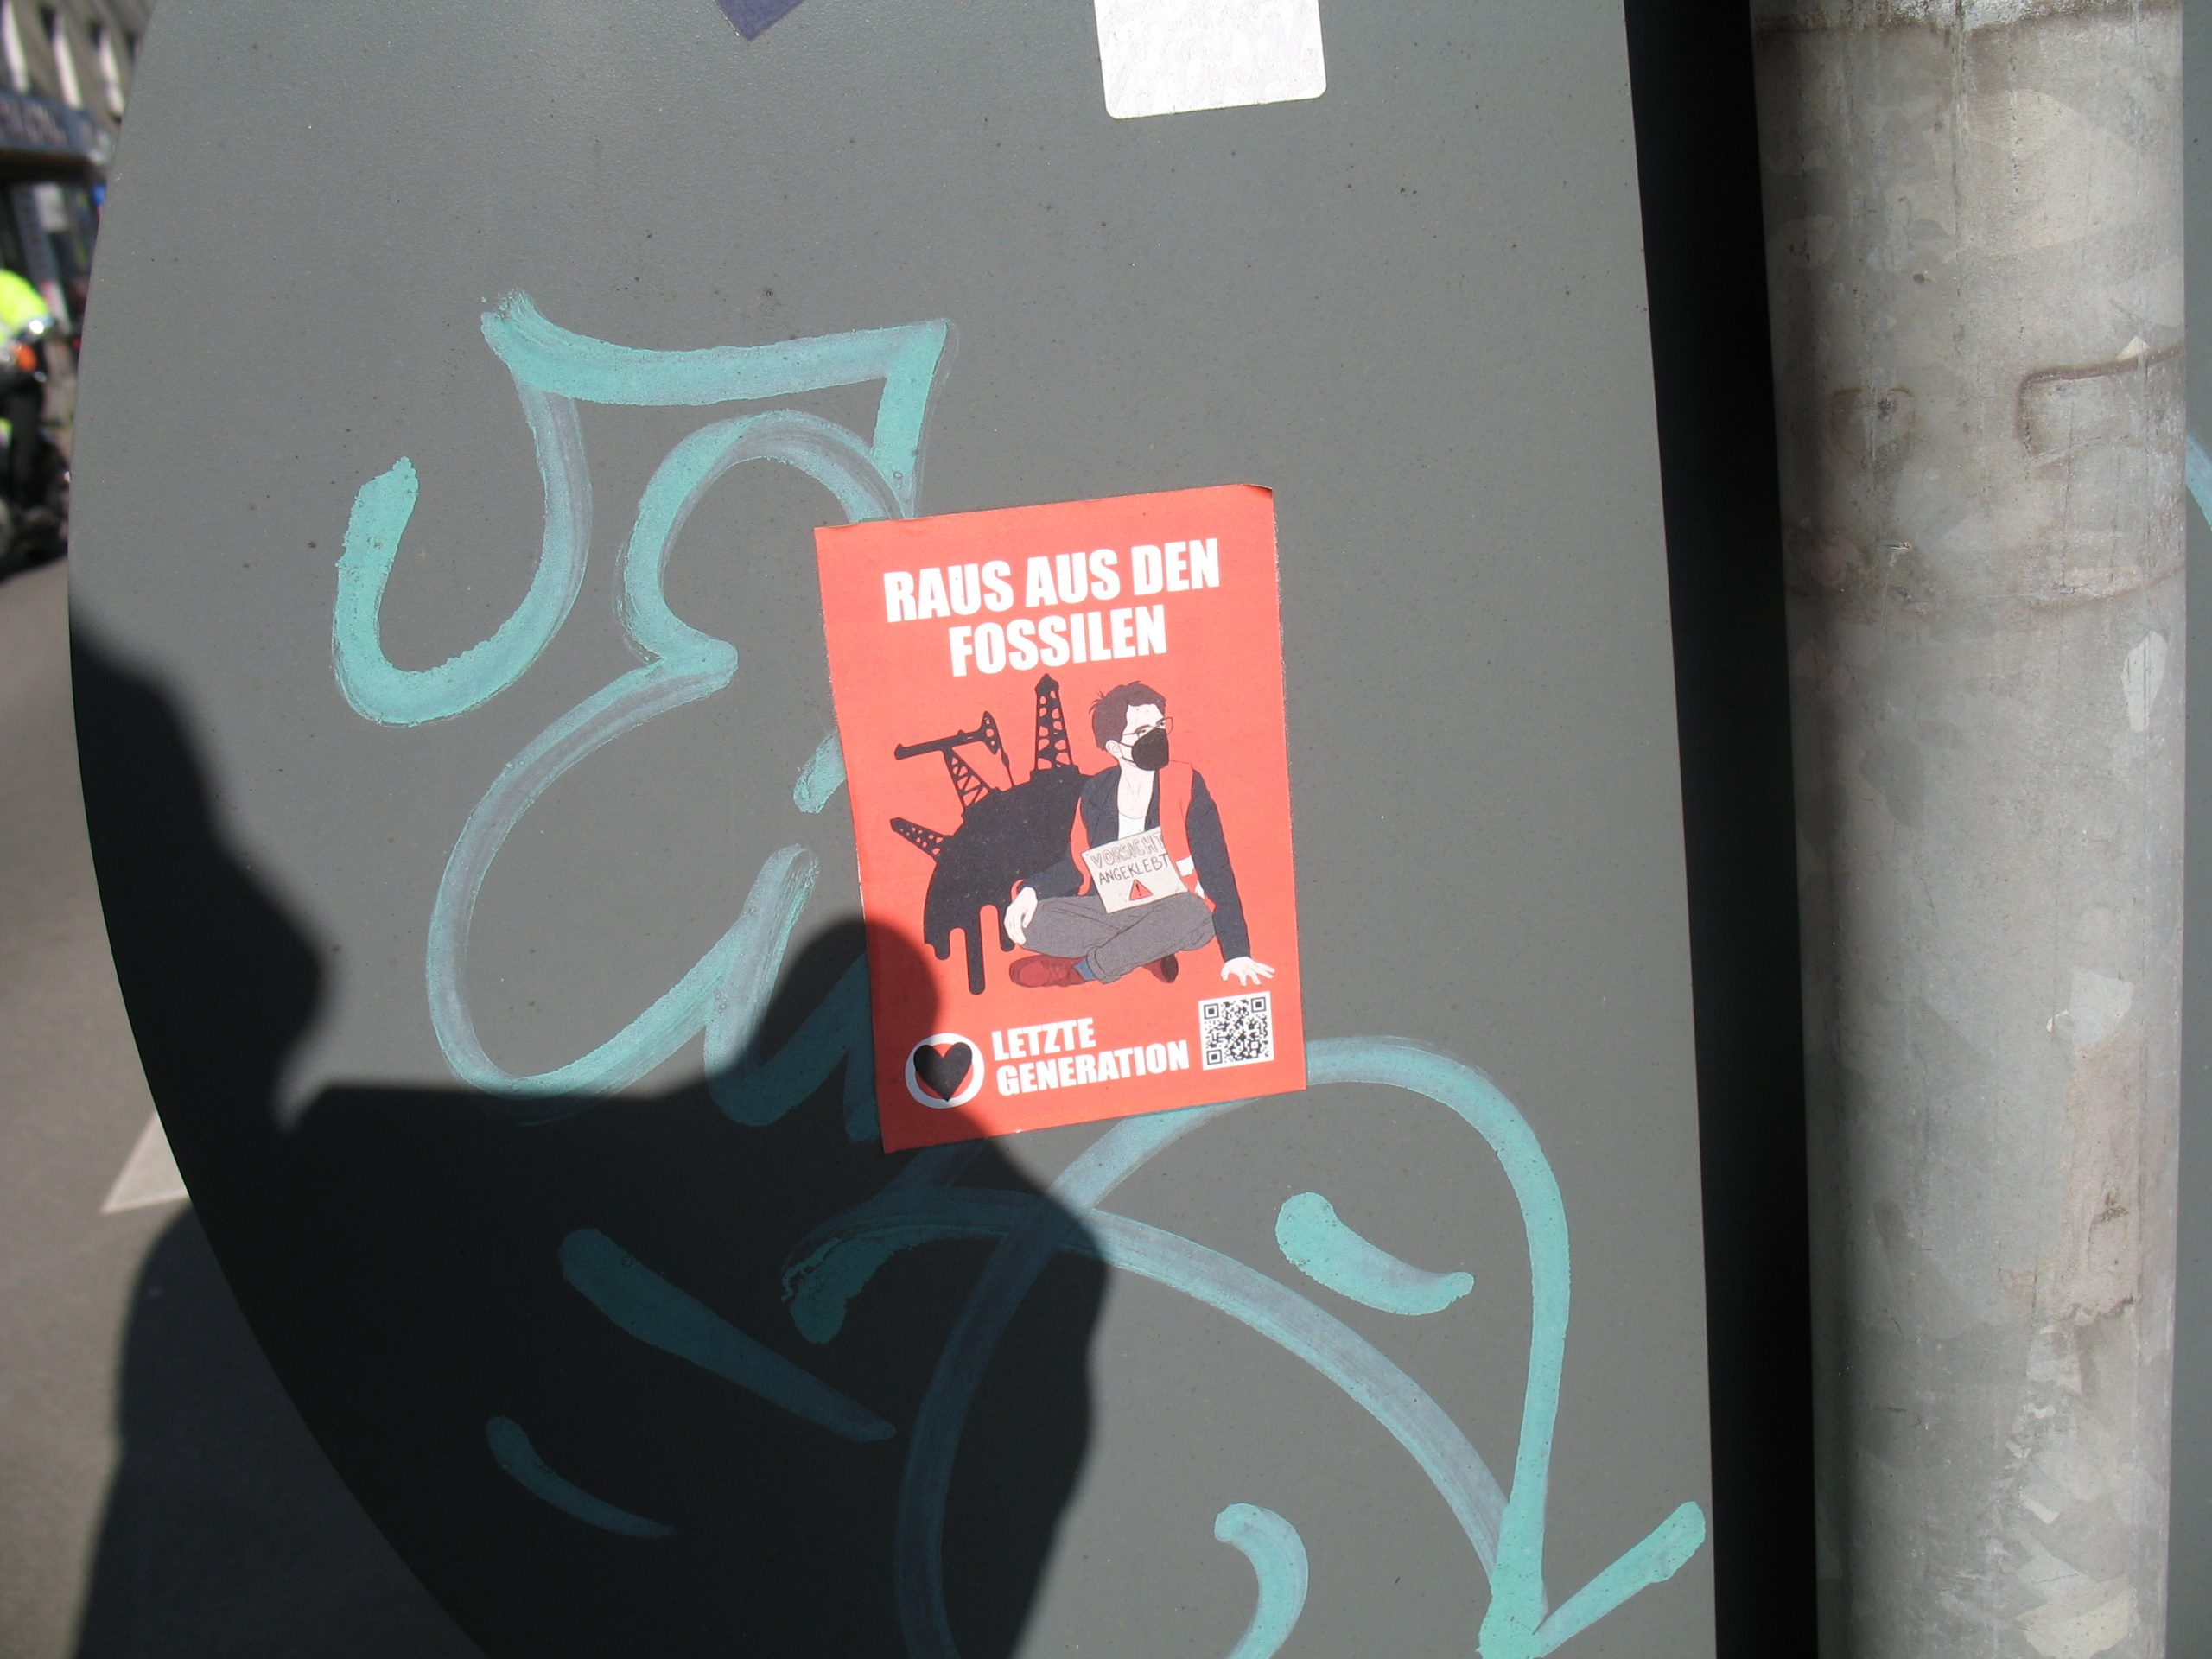 RAUS AUS DEN
FOSSILEN
VORSICHT
ANGEKLEBT
LETZTE
GENERATION